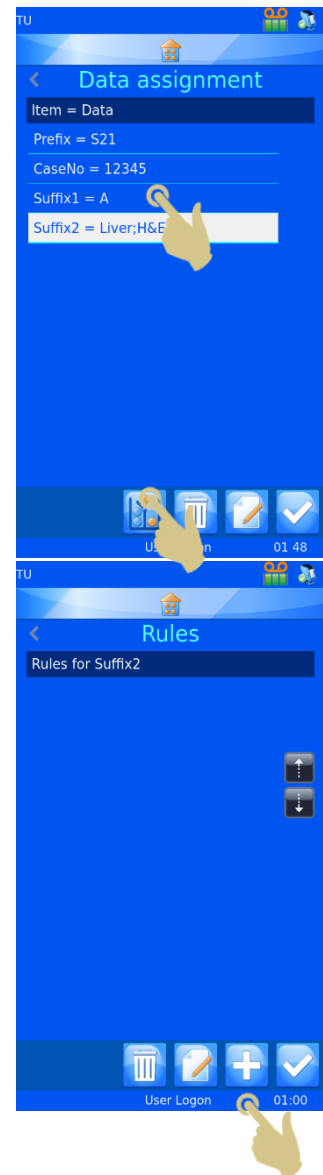 TU
Data assignment
Item = Data
Prefix = S21
CaseNo = 12345
Suffix1 = A
Suffix2 = Liver;H&E
01 48
TU
Rules
Rules for Suffix2
User Logon 01:00